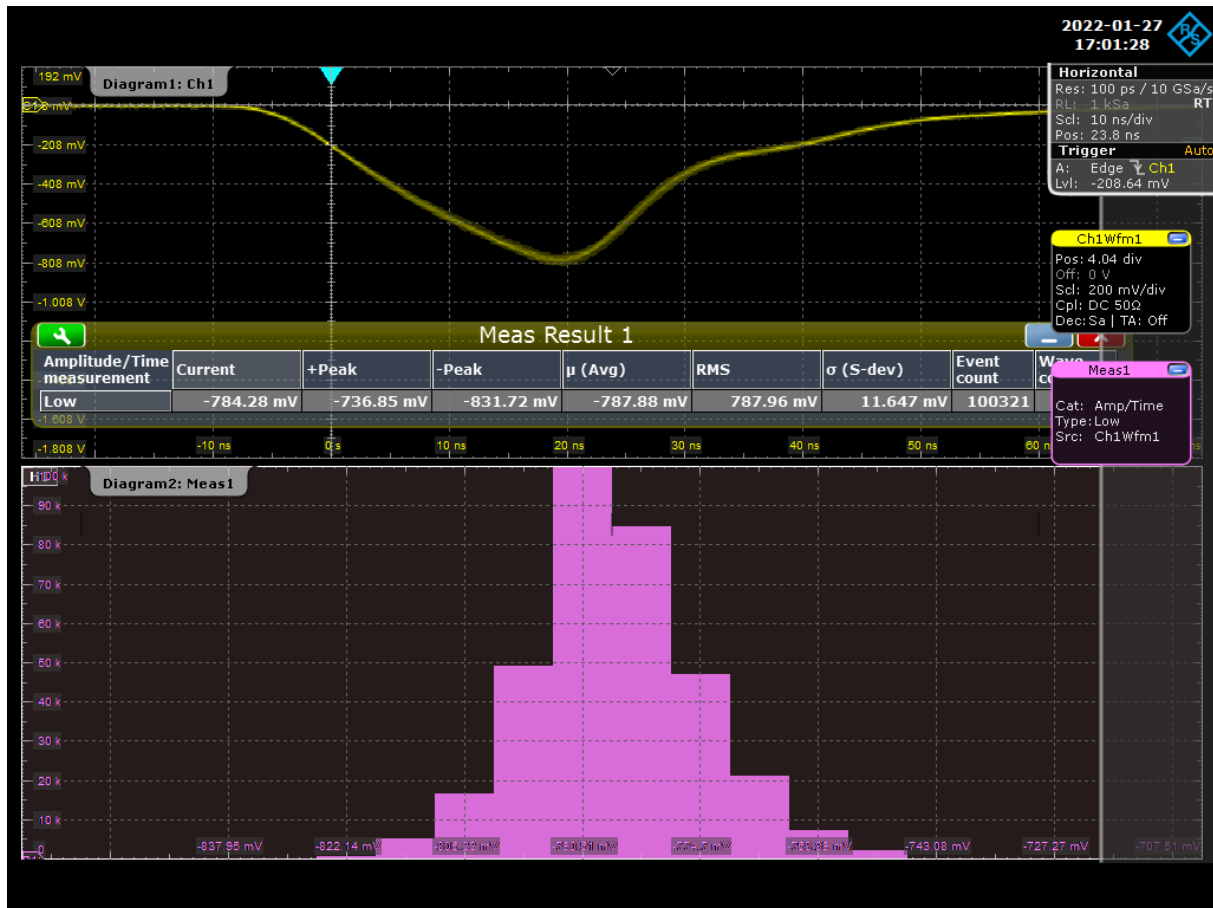 2022-01-27
17:01:28
R&S
192 mV
Diagram1: Ch1
-208 mV
-408 mV
-608 mV
-808 mV
-1.008 V
-1.608 V
-1.808 V
-10 ns
0 s
10 ns
20 ns
30 ns
40 ns
50 ns
Horizontal
Res: 100 ps / 10 GSa/s
RL: 1 kSa RT
Scl: 10 ns/div
Pos: 23.8 ns
Trigger Auto
A: Edge Ch1
Lvl: -208.64 mV
Ch1Wfm1
Pos: 4.04 div
Off: 0 V
Scl: 200 mV/div
Cpl: DC 50Ω
Dec: Sa | TA: Off
Meas Result 1
Amplitude/Time measurement Current +Peak -Peak μ (Avg) RMS σ (S-dev) Event count
Low -784.28 mV -736.85 mV -831.72 mV -787.88 mV 787.96 mV 11.647 mV 100321
Meas1
Cat: Amp/Time
Type: Low
Src: Ch1Wfm1
Diagram2: Meas1
90 k
80 k
70 k
60 k
50 k
40 k
30 k
20 k
10 k
0
-837.95 mV
-822.14 mV
-743.08 mV
-727.27 mV
-707.51 mV